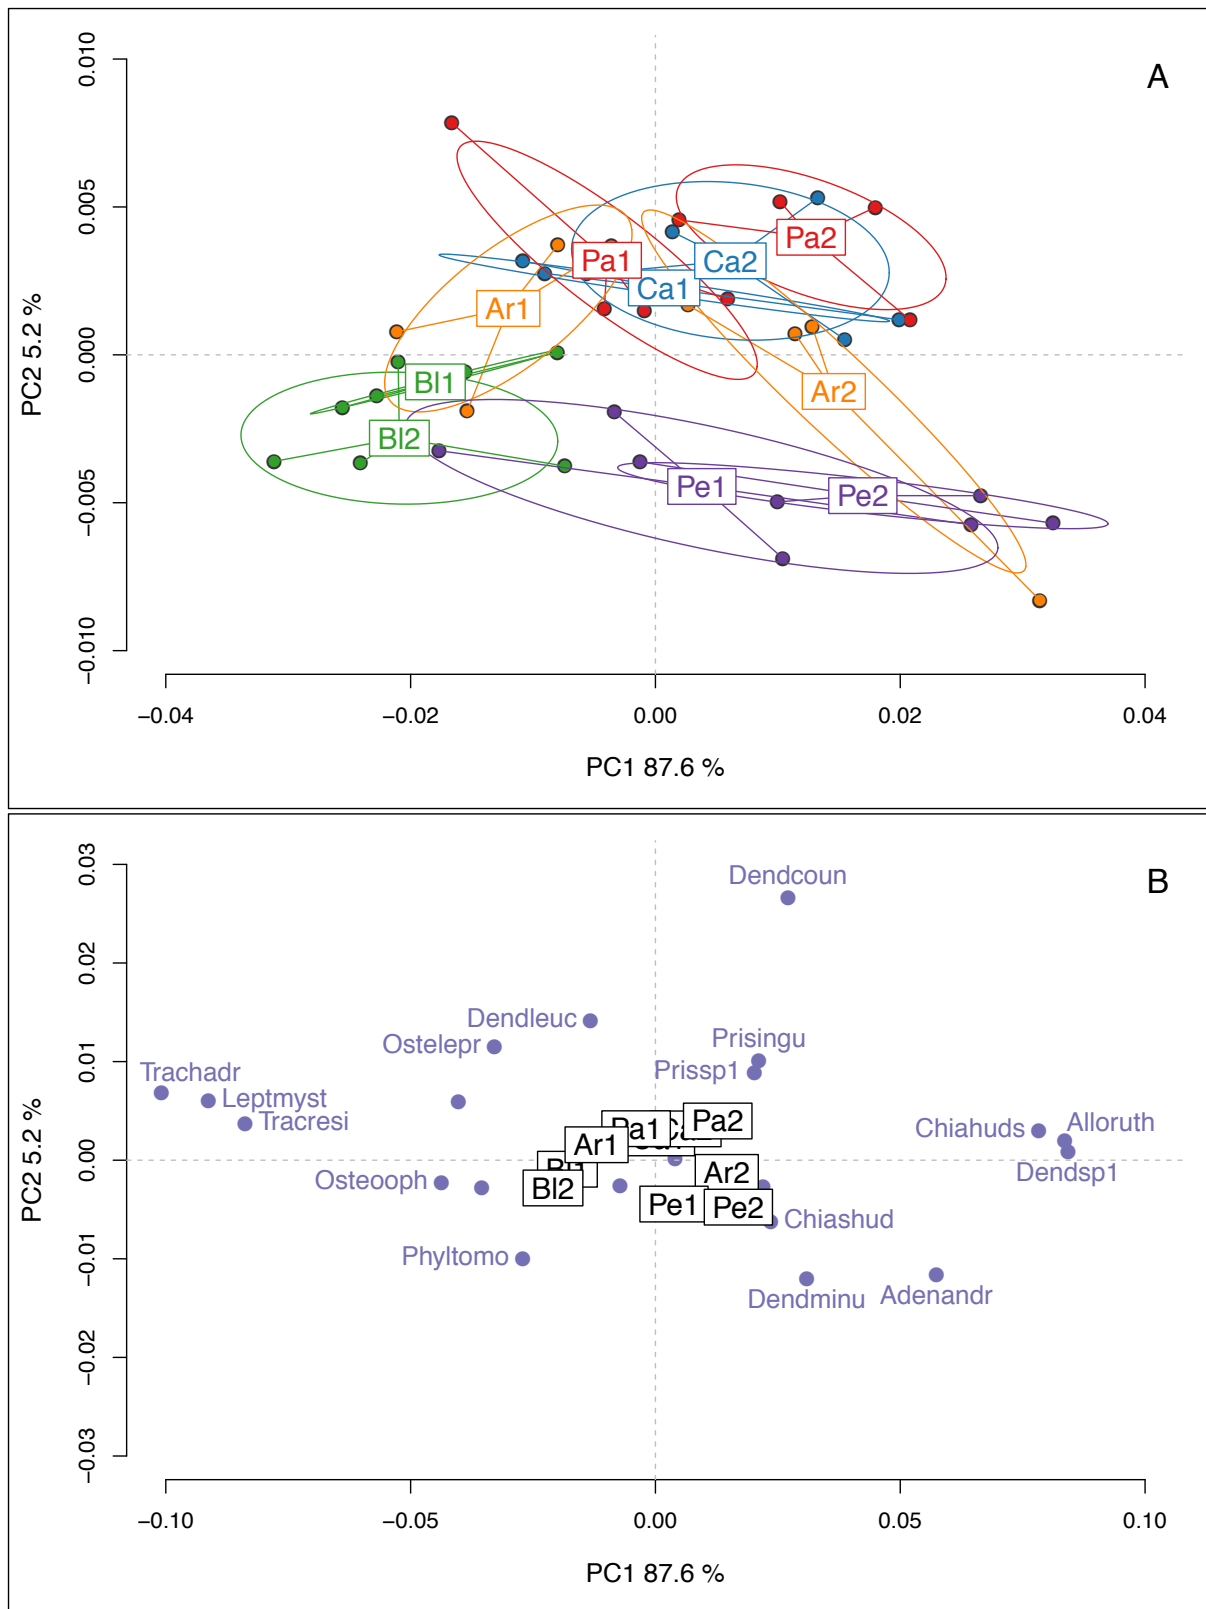 A
0.010
0.005
0.000
−0.005
−0.010
PC2 5.2 %
Pa1
Pa2
Ca2
Ca1
Ar1
Ar2
Bl1
Bl2
Pe1
Pe2
−0.04 −0.02 0.00 0.02 0.04
PC1 87.6 %
B
0.03
0.02
0.01
0.00
−0.01
−0.02
−0.03
PC2 5.2 %
Dendcoun
Dendleuc
Ostelepr
Prisingu
Prissp1
Trachadr
Leptmyst
Tracresi
Chiahuds
Alloruth
Dendsp1
Pa1
Pa2
Ar1
Ar2
Bl1
Bl2
Pe1
Pe2
Osteooph
Chiashud
Phyltomo
Dendminu
Adenandr
−0.10 −0.05 0.00 0.05 0.10
PC1 87.6 %